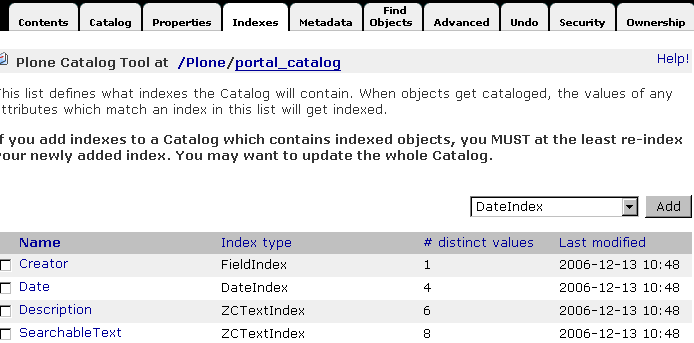 Contents Catalog Properties Indexes Metadata Find Objects Advanced Undo Security Ownership
Plone Catalog Tool at /Plone/portal_catalog Help!
This list defines what indexes the Catalog will contain. When objects get cataloged, the values of any
attributes which match an index in this list will get indexed.
If you add indexes to a Catalog which contains indexed objects, you MUST at the least re-index
your newly added index. You may want to update the whole Catalog.
DateIndex Add
Name Index type # distinct values Last modified
Creator FieldIndex 1 2006-12-13 10:48
Date DateIndex 4 2006-12-13 10:48
Description ZCTextIndex 6 2006-12-13 10:48
SearchableText ZCTextIndex 8 2006-12-13 10:48